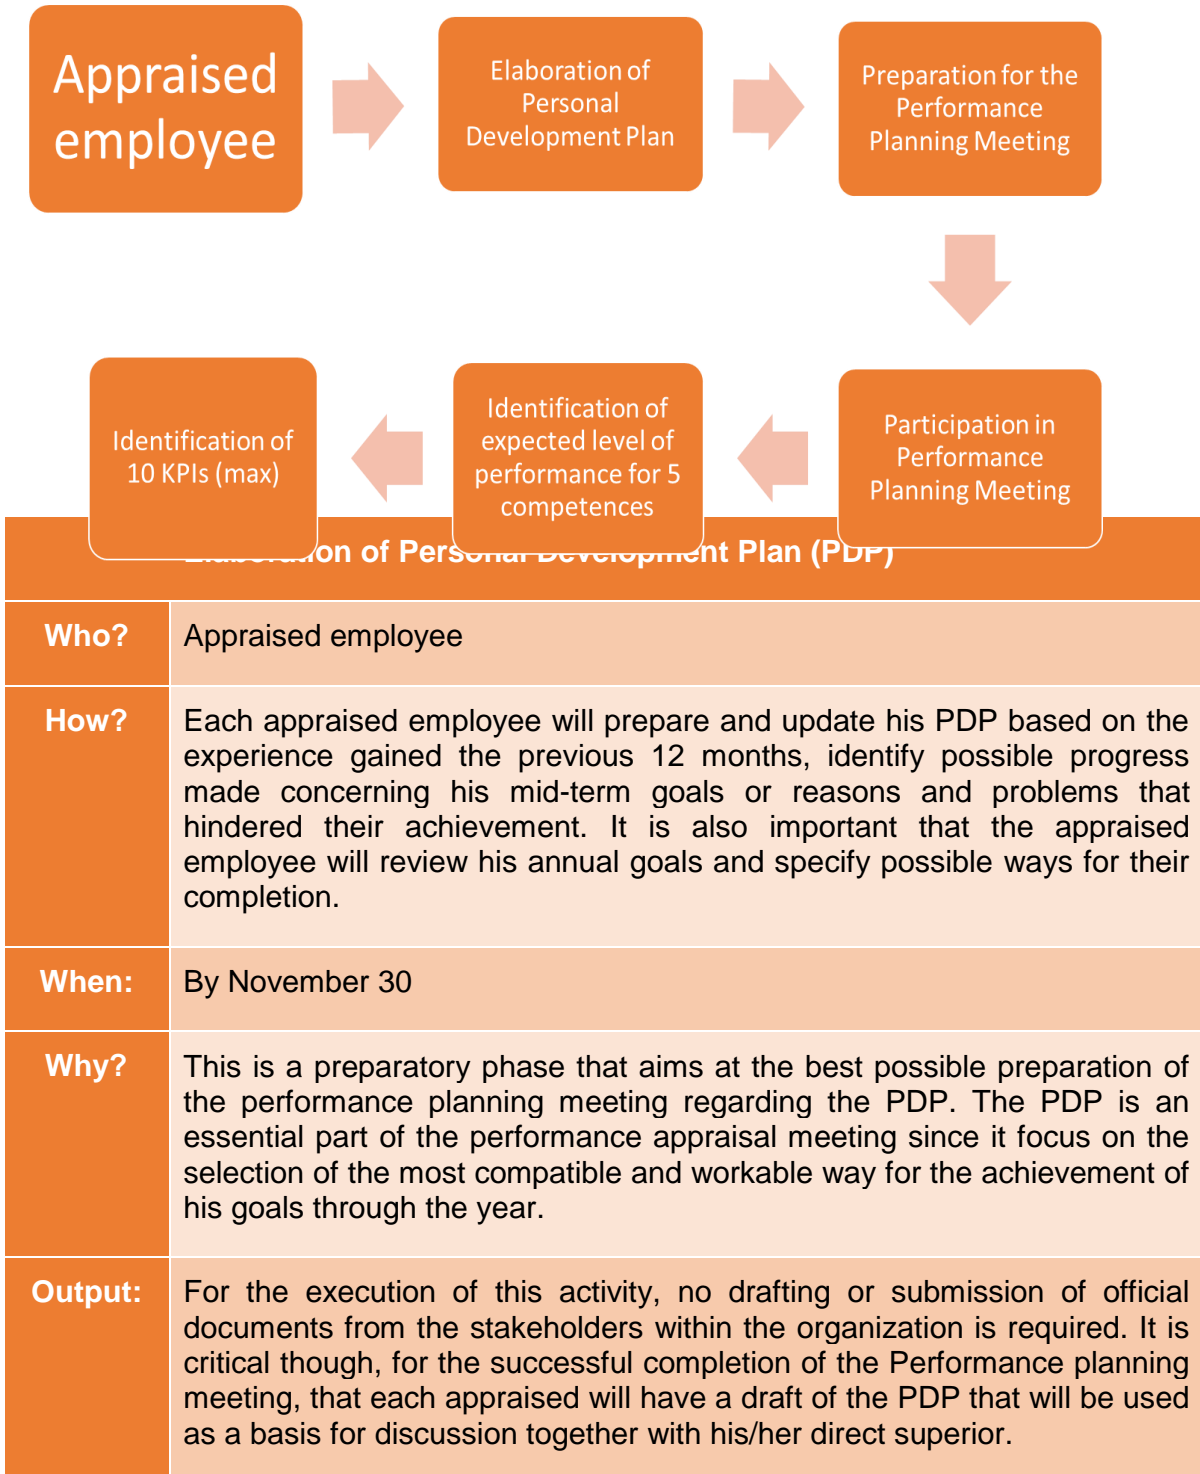 Appraised
employee
Elaboration of
Personal
Development Plan
Preparation for the
Performance
Planning Meeting
Participation in
Performance
Planning Meeting
Identification of
expected level of
performance for 5
competences
Identification of
10 KPIs (max)
Elaboration of Personal Development Plan (PDP)
Who?
Appraised employee
How?
Each appraised employee will prepare and update his PDP based on the
experience gained the previous 12 months, identify possible progress
made concerning his mid-term goals or reasons and problems that
hindered their achievement. It is also important that the appraised
employee will review his annual goals and specify possible ways for their
completion.
When:
By November 30
Why?
This is a preparatory phase that aims at the best possible preparation of
the performance planning meeting regarding the PDP. The PDP is an
essential part of the performance appraisal meeting since it focus on the
selection of the most compatible and workable way for the achievement of
his goals through the year.
Output:
For the execution of this activity, no drafting or submission of official
documents from the stakeholders within the organization is required. It is
critical though, for the successful completion of the Performance planning
meeting, that each appraised will have a draft of the PDP that will be used
as a basis for discussion together with his/her direct superior.